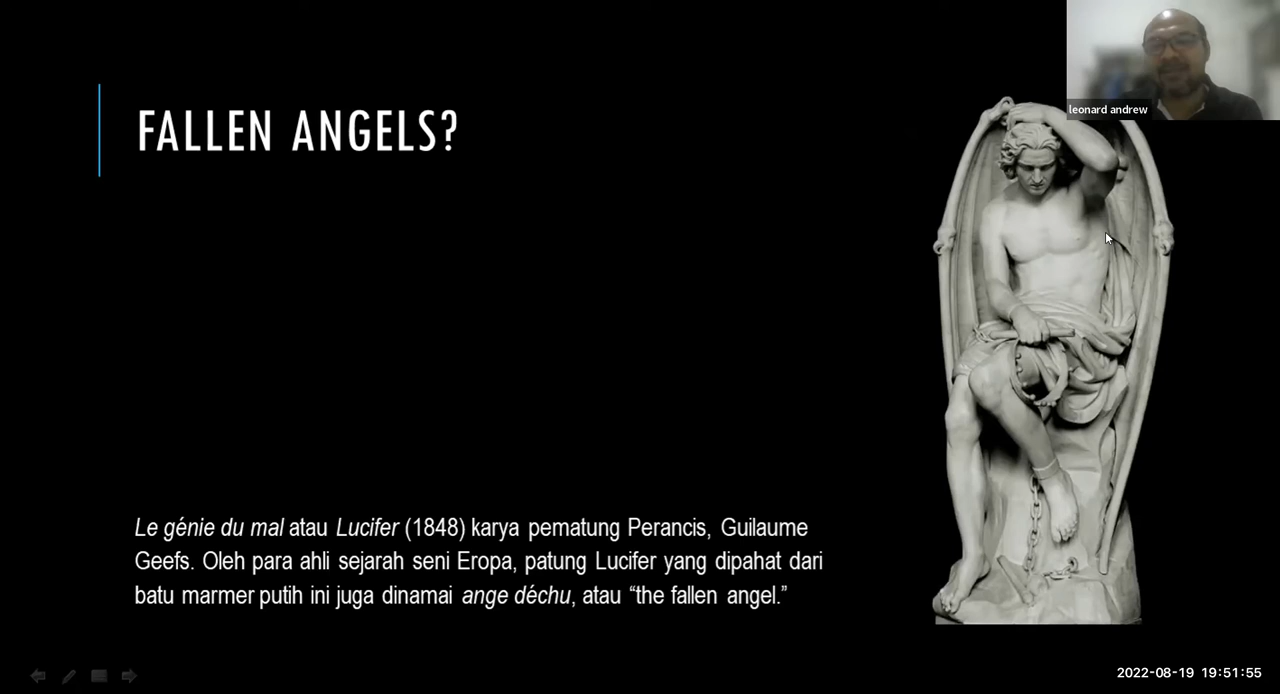 leonard andrew
FALLEN ANGELS?
Le génie du mal atau Lucifer (1848) karya pematung Perancis, Guilaume
Geefs. Oleh para ahli sejarah seni Eropa, patung Lucifer yang dipahat dari
batu marmer putih ini juga dinamai ange déchu, atau “the fallen angel.”
2022-08-19 19:51:55